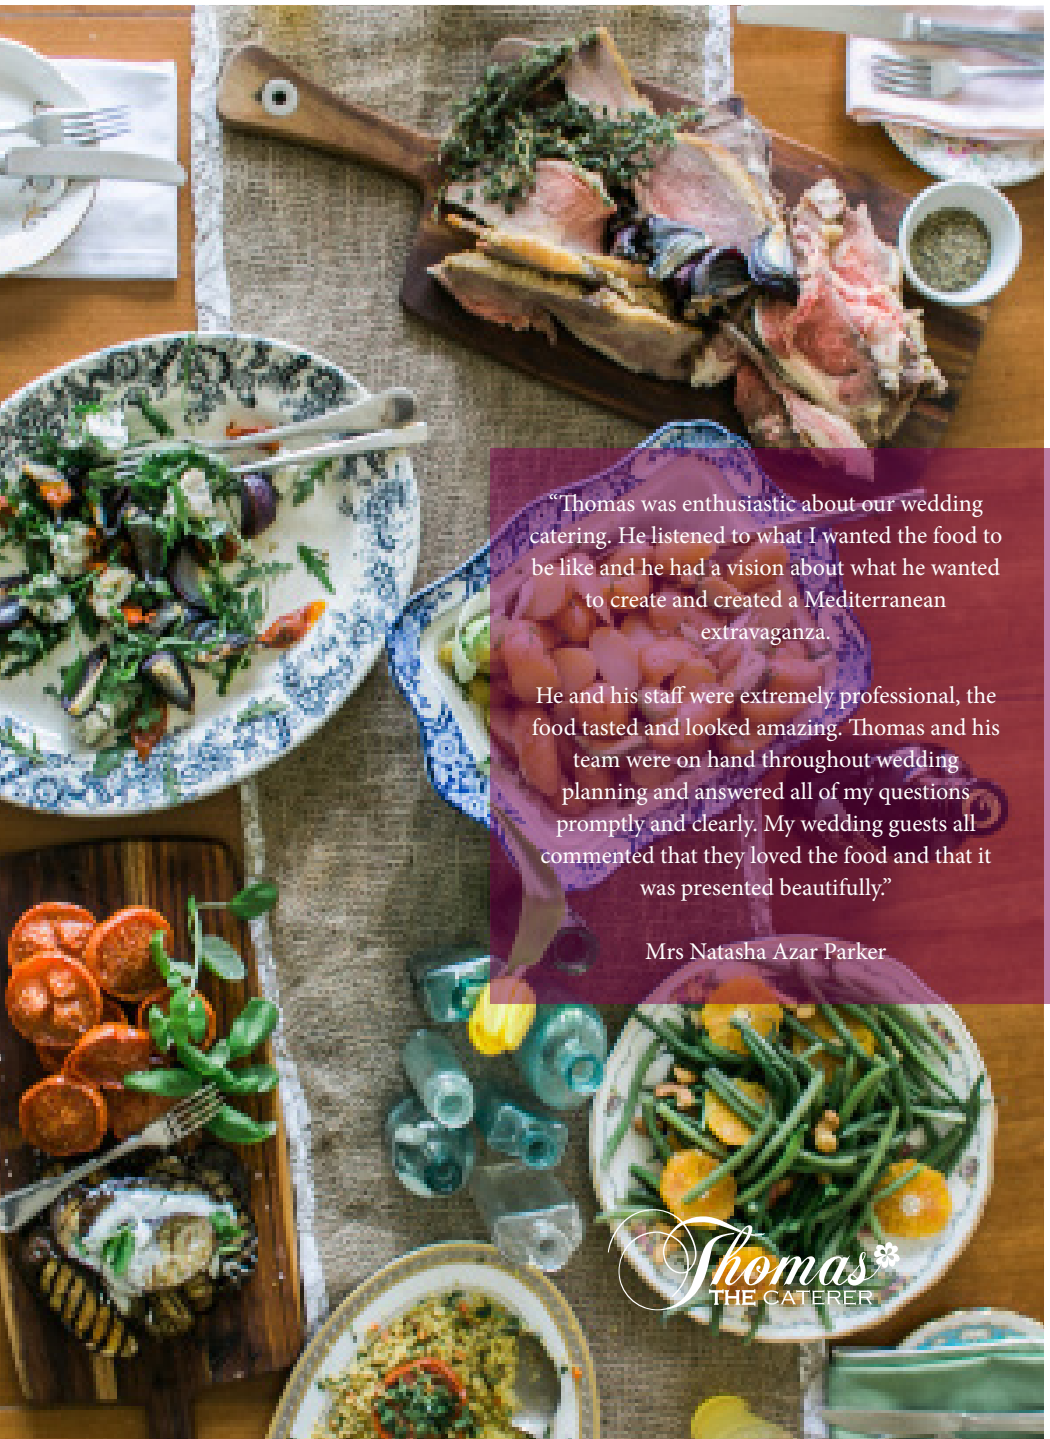 “Thomas was enthusiastic about our wedding
catering. He listened to what I wanted the food to
be like and he had a vision about what he wanted
to create and created a Mediterranean
extravaganza.
He and his staff were extremely professional, the
food tasted and looked amazing. Thomas and his
team were on hand throughout wedding
planning and answered all of my questions
promptly and clearly. My wedding guests all
commented that they loved the food and that it
was presented beautifully.”
Mrs Natasha Azar Parker
Thomas
THE CATERER